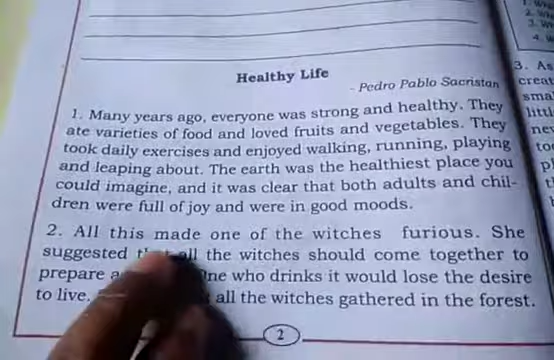 Healthy Life
- Pedro Pablo Sacristan
1. Many years ago, everyone was strong and healthy. They
ate varieties of food and loved fruits and vegetables. They
took daily exercises and enjoyed walking, running, playing
and leaping about. The earth was the healthiest place you
could imagine, and it was clear that both adults and chil-
dren were full of joy and were in good moods.
2. All this made one of the witches furious. She
suggested that all the witches should come together to
prepare a One who drinks it would lose the desire
to live. all the witches gathered in the forest.
2
3. As